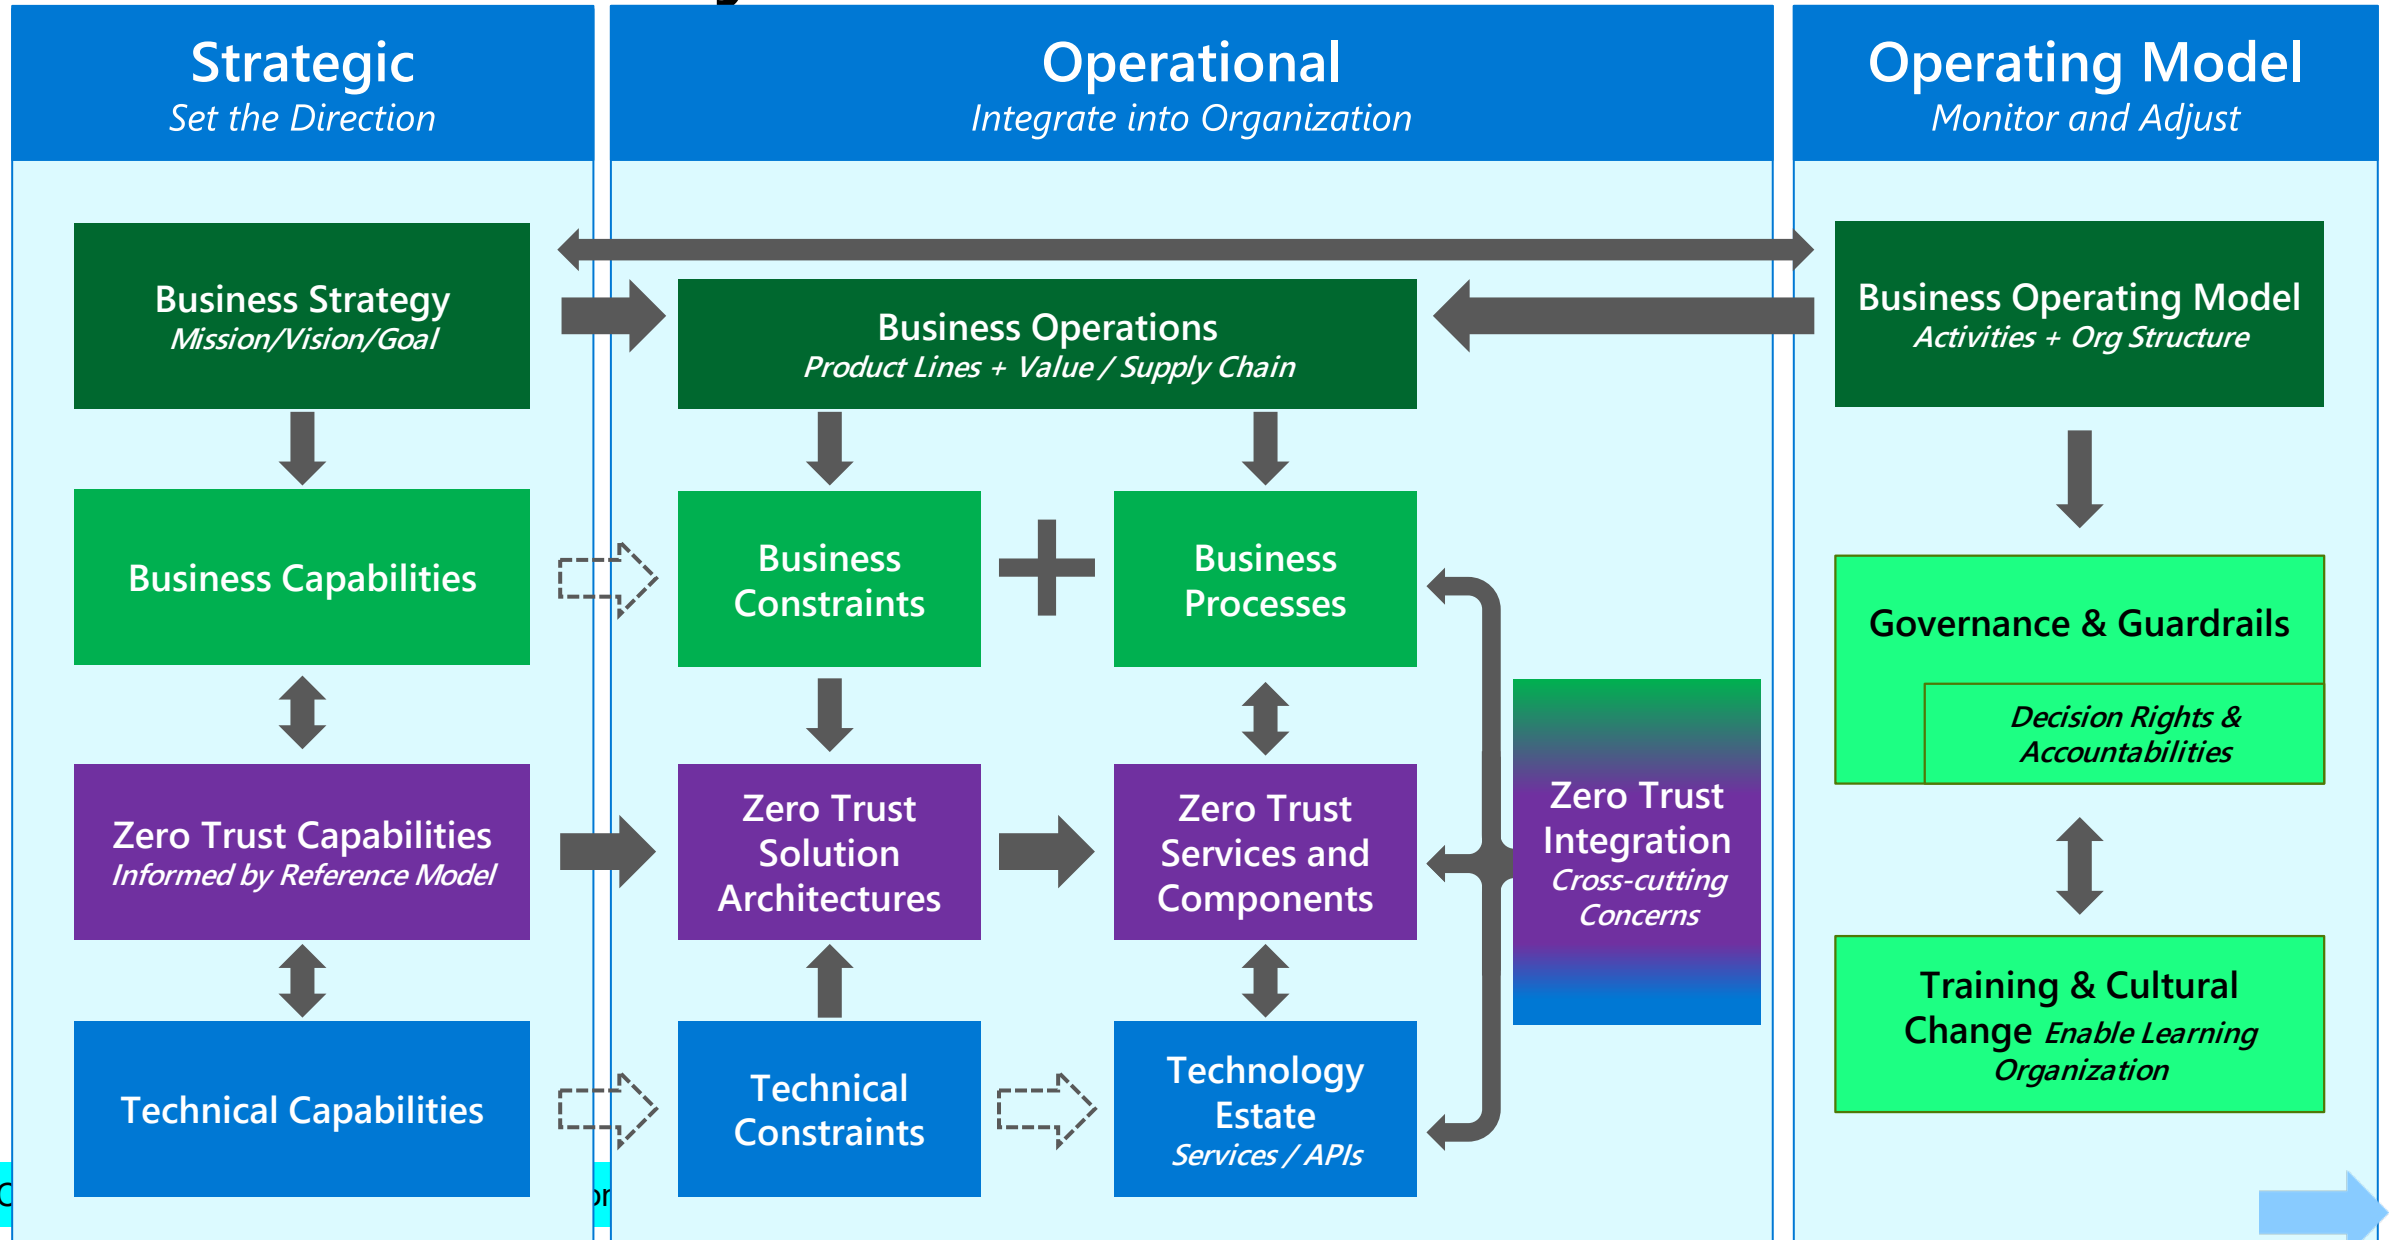 Strategic
Set the Direction
Operational
Integrate into Organization
Operating Model
Monitor and Adjust
Business Strategy
Mission/Vision/Goal
Business Operations
Product Lines + Value / Supply Chain
Business Operating Model
Activities + Org Structure
Business Capabilities
Business
Constraints
Business
Processes
Governance & Guardrails
Decision Rights &
Accountabilities
Zero Trust Capabilities
Informed by Reference Model
Zero Trust
Solution
Architectures
Zero Trust
Services and
Components
Zero Trust
Integration
Cross-cutting
Concerns
Training & Cultural
Change Enable Learning
Organization
Technical Capabilities
Technical
Constraints
Technology
Estate
Services / APIs